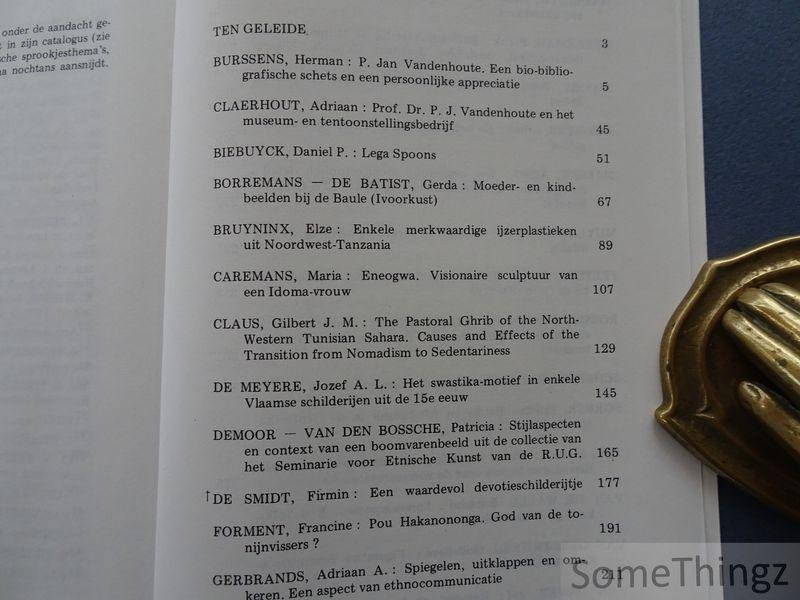 onder de aandacht ge-
t in zijn catalogus (zie
sche sprookjesthema's,
na nochtans aansnijdt.
TEN GELEIDE 3
BURSSENS, Herman : P. Jan Vandenhoute. Een bio-biblio-
grafische schets en een persoonlijke appreciatie 5
CLAERHOUT, Adriaan : Prof. Dr. P. J. Vandenhoute en het
museum- en tentoonstellingsbedrijf 45
BIEBUYCK, Daniel P. : Lega Spoons 51
BORREMANS — DE BATIST, Gerda : Moeder- en kind-
beelden bij de Baule (Ivoorkust) 67
BRUYNINX, Elze : Enkele merkwaardige ijzerplastieken
uit Noordwest-Tanzania 89
CAREMANS, Maria : Eneogwa. Visionaire sculptuur van
een Idoma-vrouw 107
CLAUS, Gilbert J. M. : The Pastoral Ghrib of the North-
Western Tunisian Sahara. Causes and Effects of the
Transition from Nomadism to Sedentariness 129
DE MEYERE, Jozef A. L. : Het swastika-motief in enkele
Vlaamse schilderijen uit de 15e eeuw 145
DEMOOR — VAN DEN BOSSCHE, Patricia : Stijlaspecten
en context van een boomvarenbeeld uit de collectie van
het Seminarie voor Etnische Kunst van de R.U.G. 165
†DE SMIDT, Firmin : Een waardevol devotieschilderijtje 177
FORMENT, Francine : Pou Hakanononga. God van de to-
nijnvissers ? 191
GERBRANDS, Adriaan A. : Spiegelen, uitklappen en om-
keren. Een aspect van ethnocommunicatie 211
SomeThingz